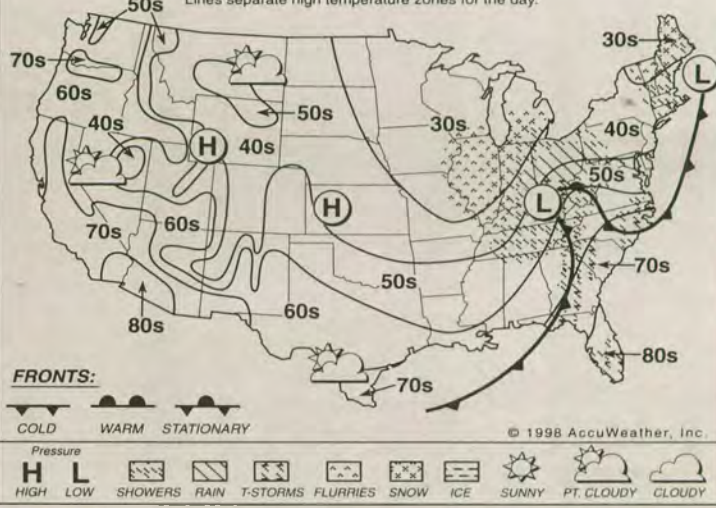 Lines separate high temperature zones for the day.
50s
70s
60s
40s
50s
40s
30s
30s
40s
50s
L
H
H
L
70s
60s
80s
60s
50s
70s
70s
80s
FRONTS:
COLD WARM STATIONARY
© 1998 AccuWeather, Inc.
Pressure
H L
HIGH LOW SHOWERS RAIN T-STORMS FLURRIES SNOW ICE SUNNY PT. CLOUDY CLOUDY